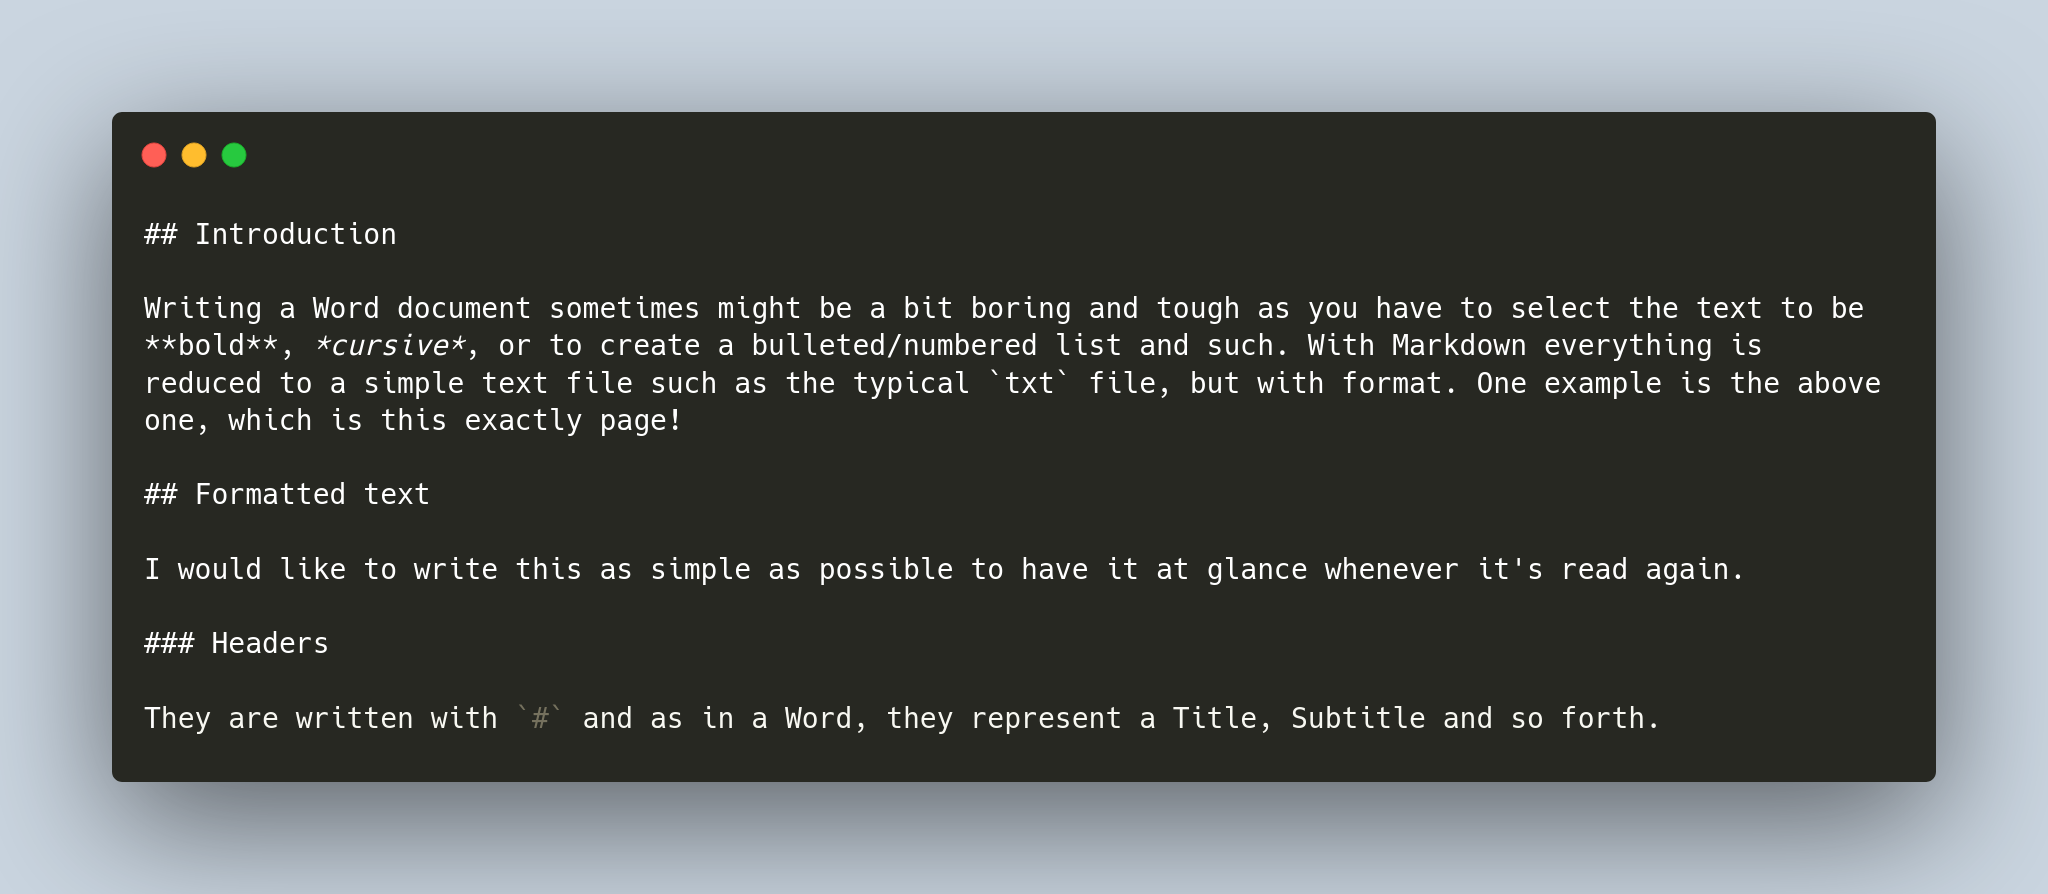 ## Introduction
Writing a Word document sometimes might be a bit boring and tough as you have to select the text to be
**bold**, *cursive*, or to create a bulleted/numbered list and such. With Markdown everything is
reduced to a simple text file such as the typical `txt` file, but with format. One example is the above
one, which is this exactly page!
## Formatted text
I would like to write this as simple as possible to have it at glance whenever it's read again.
### Headers
They are written with `#` and as in a Word, they represent a Title, Subtitle and so forth.